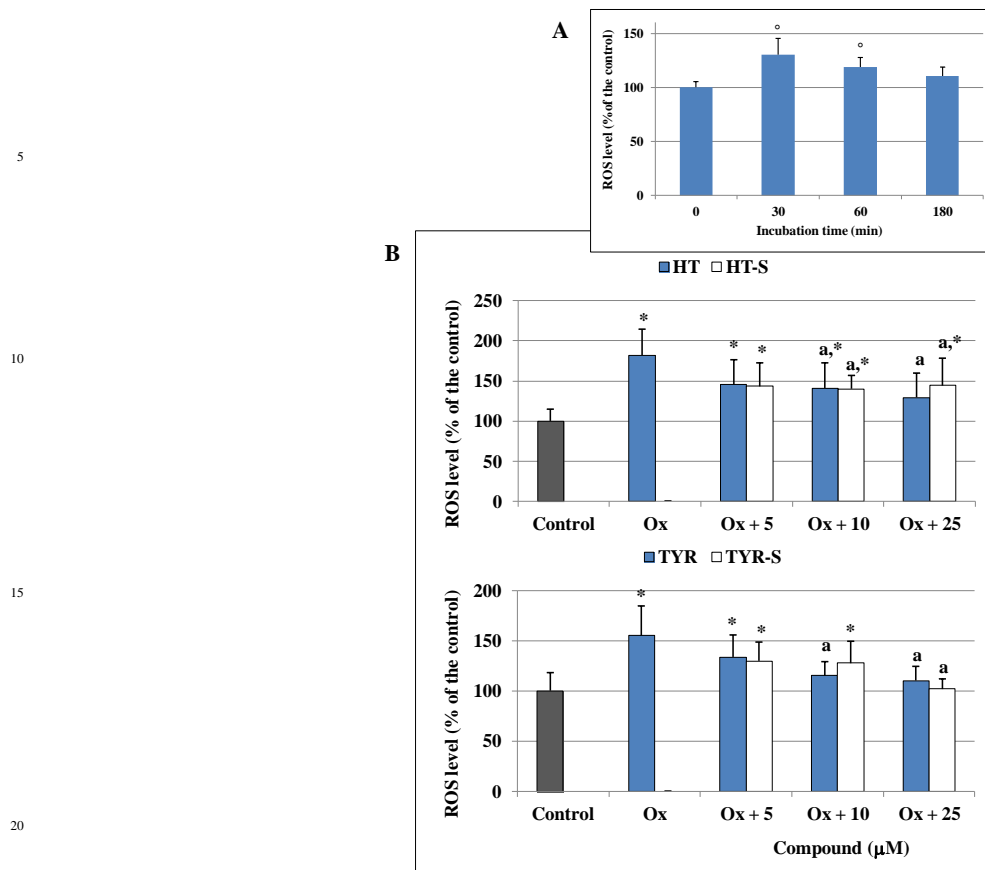 A
ROS level (%of the control)
150
100
50
0
°
°
0 30 60 180
Incubation time (min)
5
B
HT HT-S
ROS level (% of the control)
250
200
150
100
50
0
* * * a,* a,* a a,*
Control Ox Ox + 5 Ox + 10 Ox + 25
10
TYR TYR-S
ROS level (% of the control)
200
150
100
50
0
* * * a * a a
Control Ox Ox + 5 Ox + 10 Ox + 25
Compound (μM)
15
20